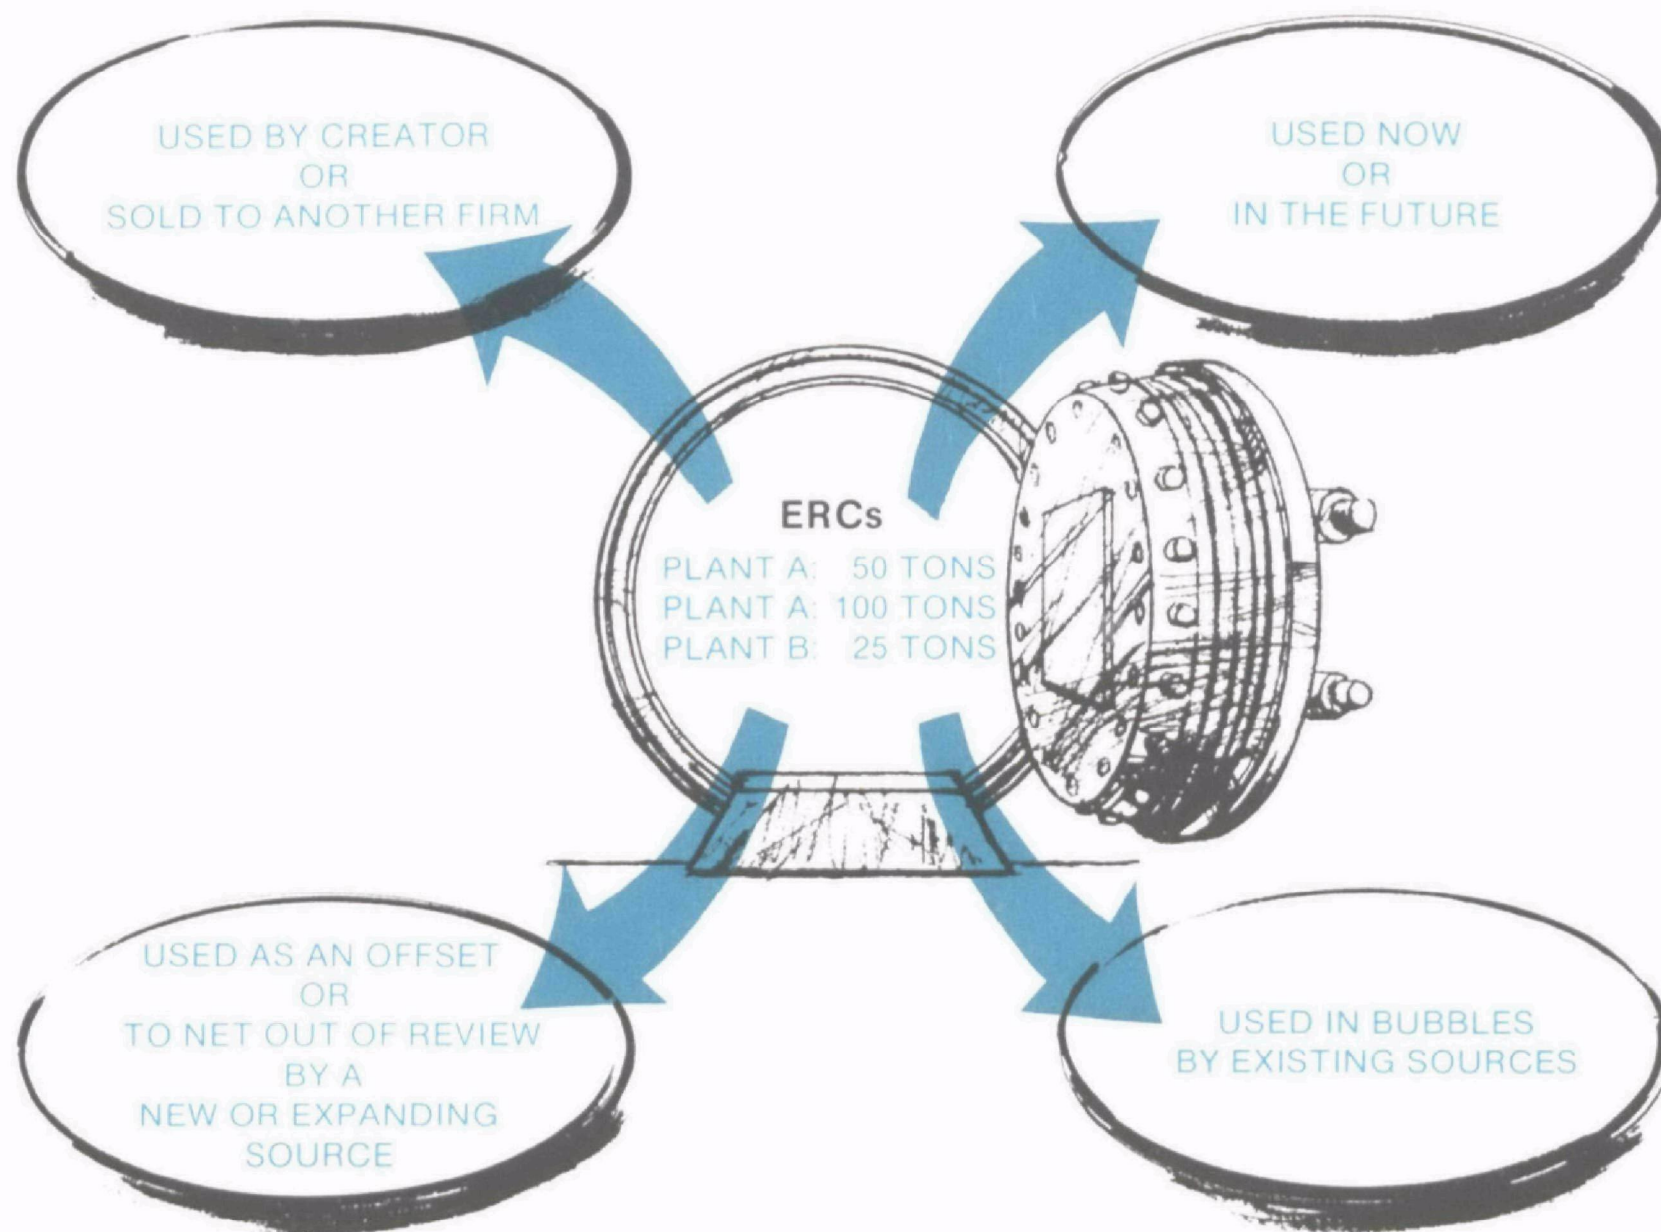 USED BY CREATOR
OR
SOLD TO ANOTHER FIRM
USED NOW
OR
IN THE FUTURE
ERCs
PLANT A: 50 TONS
PLANT A: 100 TONS
PLANT B: 25 TONS
USED AS AN OFFSET
OR
TO NET OUT OF REVIEW
BY A
NEW OR EXPANDING
SOURCE
USED IN BUBBLES
BY EXISTING SOURCES